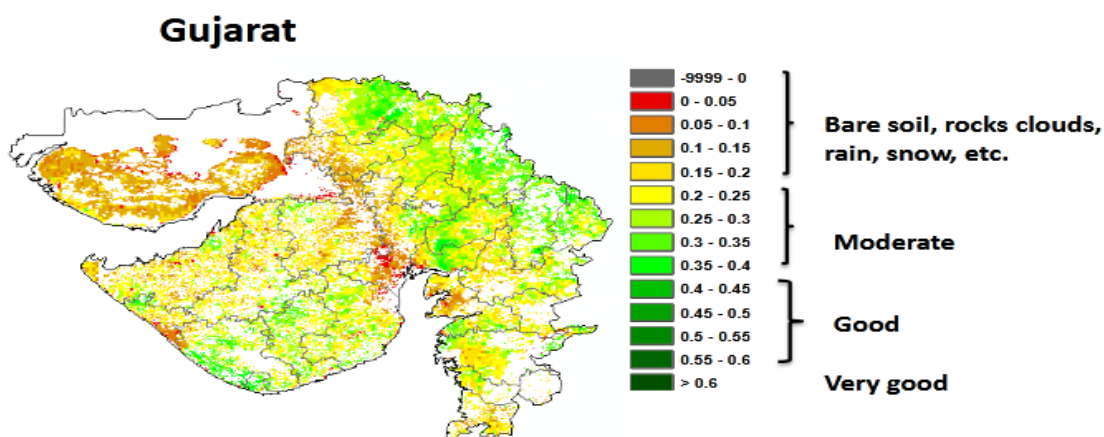 Gujarat
-9999 - 0
0 - 0.05
0.05 - 0.1
0.1 - 0.15
0.15 - 0.2
0.2 - 0.25
0.25 - 0.3
0.3 - 0.35
0.35 - 0.4
0.4 - 0.45
0.45 - 0.5
0.5 - 0.55
0.55 - 0.6
> 0.6
Bare soil, rocks clouds,
rain, snow, etc.
Moderate
Good
Very good